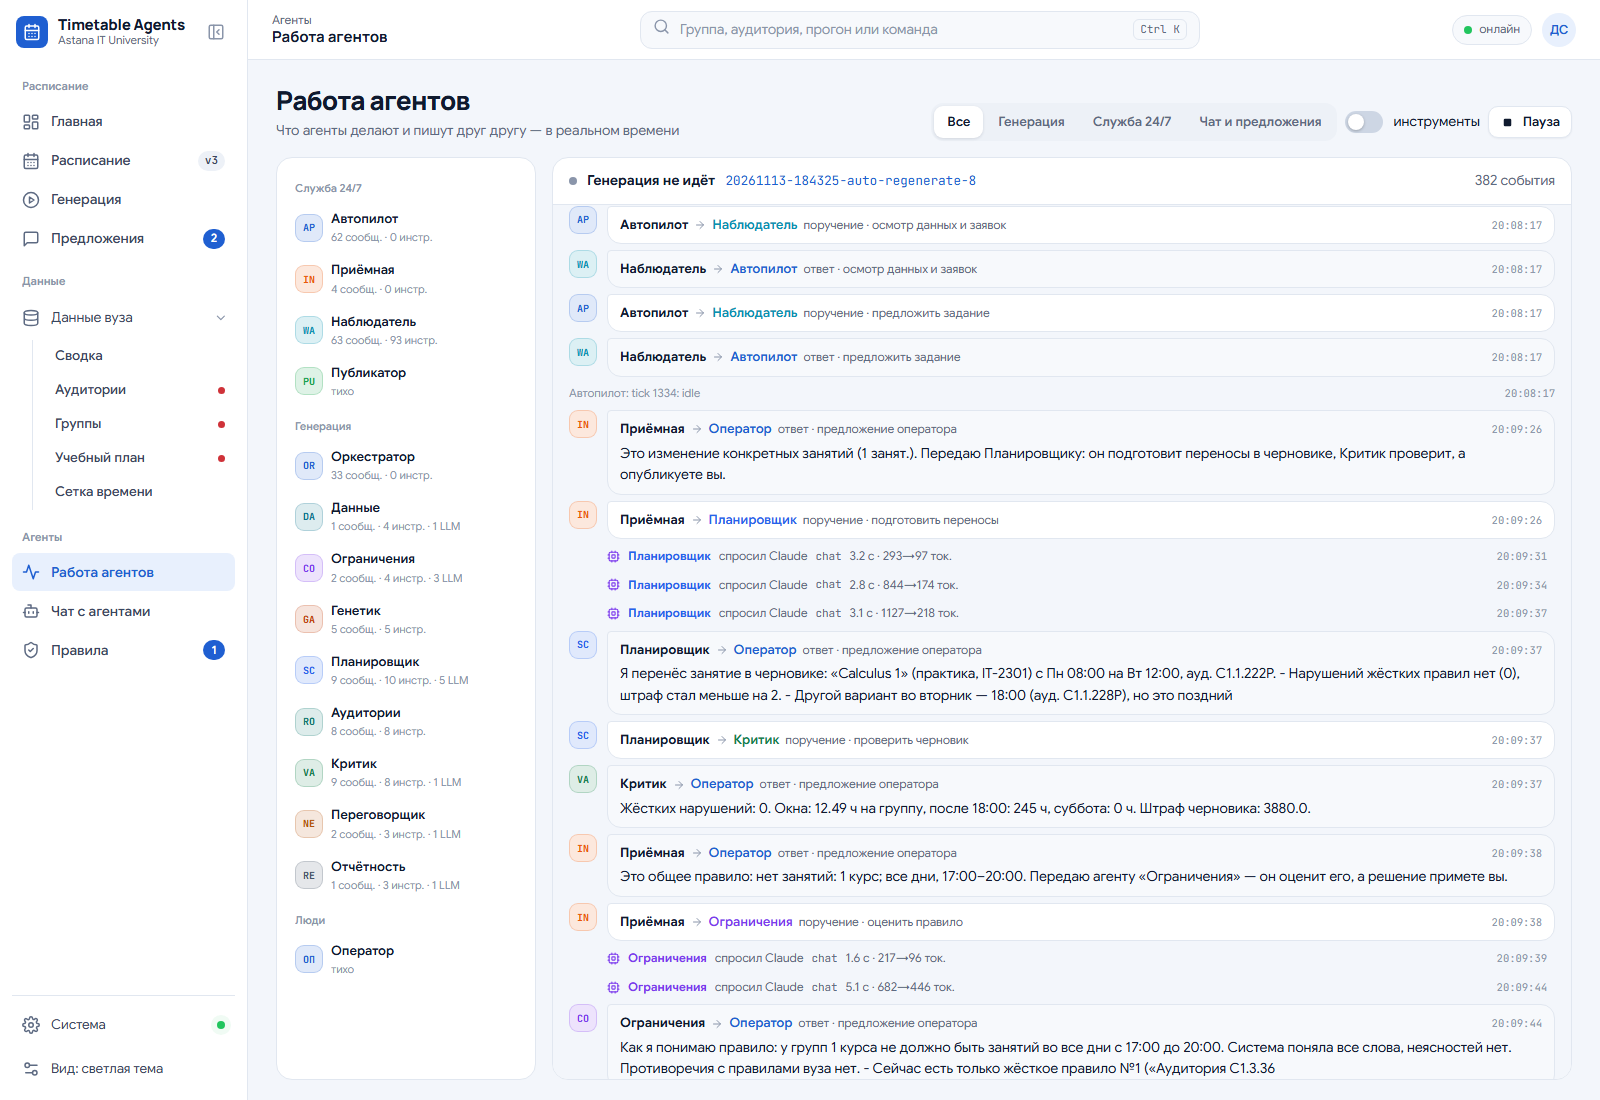 Timetable Agents
Astana IT University
Расписание
Главная
Расписание v3
Генерация
Предложения 2
Данные
Данные вуза
Сводка
Аудитории
Группы
Учебный план
Сетка времени
Агенты
Работа агентов
Чат с агентами
Правила 1
Система
Вид: светлая тема
Агенты
Работа агентов
Группа, аудитория, прогон или команда Ctrl K
онлайн ДС
Работа агентов
Что агенты делают и пишут друг другу — в реальном времени
Все Генерация Служба 24/7 Чат и предложения инструменты Пауза
Служба 24/7
AP Автопилот
62 сообщ. · 0 инстр.
IN Приёмная
4 сообщ. · 0 инстр.
WA Наблюдатель
63 сообщ. · 93 инстр.
PU Публикатор
тихо
Генерация
OR Оркестратор
33 сообщ. · 0 инстр.
DA Данные
1 сообщ. · 4 инстр. · 1 LLM
CO Ограничения
2 сообщ. · 4 инстр. · 3 LLM
GA Генетик
5 сообщ. · 5 инстр.
SC Планировщик
9 сообщ. · 10 инстр. · 5 LLM
RO Аудитории
8 сообщ. · 8 инстр.
VA Критик
9 сообщ. · 8 инстр. · 1 LLM
NE Переговорщик
2 сообщ. · 3 инстр. · 1 LLM
RE Отчётность
1 сообщ. · 3 инстр. · 1 LLM
Люди
ОП Оператор
тихо
Генерация не идёт 20261113-184325-auto-regenerate-8 382 события
AP Автопилот → Наблюдатель поручение · осмотр данных и заявок 20:08:17
WA Наблюдатель → Автопилот ответ · осмотр данных и заявок 20:08:17
AP Автопилот → Наблюдатель поручение · предложить задание 20:08:17
WA Наблюдатель → Автопилот ответ · предложить задание 20:08:17
Автопилот: tick 1334: idle 20:08:17
IN Приёмная → Оператор ответ · предложение оператора 20:09:26
Это изменение конкретных занятий (1 занят.). Передаю Планировщику: он подготовит переносы в черновике, Критик проверит, а
опубликуете вы.
IN Приёмная → Планировщик поручение · подготовить переносы 20:09:26
Планировщик спросил Claude chat 3.2 с · 293→97 ток. 20:09:31
Планировщик спросил Claude chat 2.8 с · 844→174 ток. 20:09:34
Планировщик спросил Claude chat 3.1 с · 1127→218 ток. 20:09:37
SC Планировщик → Оператор ответ · предложение оператора 20:09:37
Я перенёс занятие в черновике: «Calculus 1» (практика, IT-2301) с Пн 08:00 на Вт 12:00, ауд. C1.1.222P. - Нарушений жёстких правил нет (0),
штраф стал меньше на 2. - Другой вариант во вторник — 18:00 (ауд. C1.1.228P), но это поздний
SC Планировщик → Критик поручение · проверить черновик 20:09:37
VA Критик → Оператор ответ · предложение оператора 20:09:37
Жёстких нарушений: 0. Окна: 12.49 ч на группу, после 18:00: 245 ч, суббота: 0 ч. Штраф черновика: 3880.0.
IN Приёмная → Оператор ответ · предложение оператора 20:09:38
Это общее правило: нет занятий: 1 курс; все дни, 17:00–20:00. Передаю агенту «Ограничения» — он оценит его, а решение примете вы.
IN Приёмная → Ограничения поручение · оценить правило 20:09:38
Ограничения спросил Claude chat 1.6 с · 217→96 ток. 20:09:39
Ограничения спросил Claude chat 5.1 с · 682→446 ток. 20:09:44
CO Ограничения → Оператор ответ · предложение оператора 20:09:44
Как я понимаю правило: у групп 1 курса не должно быть занятий во все дни с 17:00 до 20:00. Система поняла все слова, неясностей нет.
Противоречия с правилами вуза нет. - Сейчас есть только жёсткое правило №1 («Аудитория C1.3.36